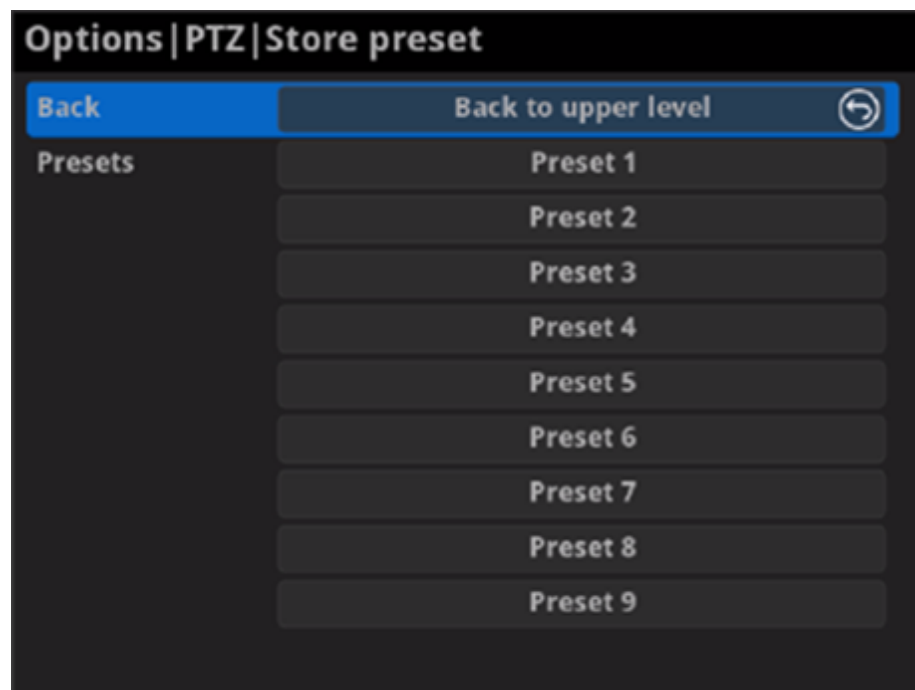 Options|PTZ|Store preset
Back Back to upper level
Presets Preset 1
Preset 2
Preset 3
Preset 4
Preset 5
Preset 6
Preset 7
Preset 8
Preset 9